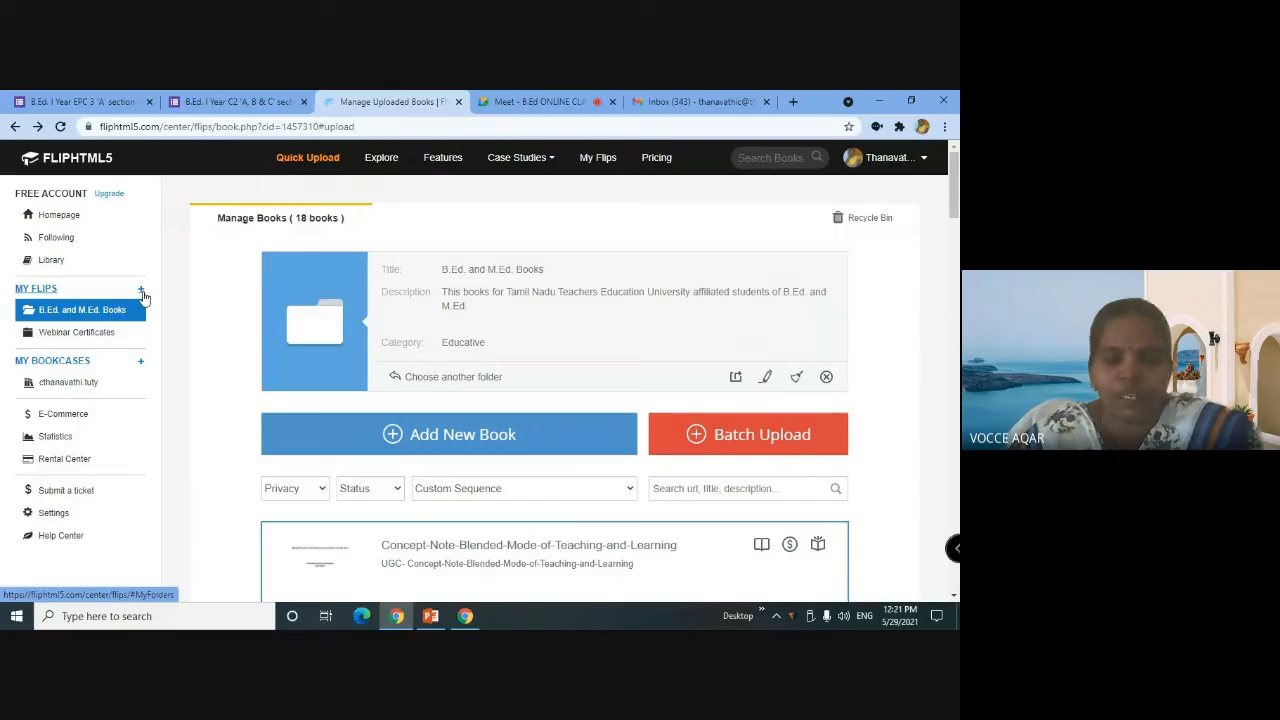 B.Ed. I Year EPC 3 'A' section
B.Ed. I Year C2 'A, B & C' sect
Manage Uploaded Books | F
Meet - B.Ed ONLINE CLA
Inbox (343) - thanavathic@t
fliphtml5.com/center/flips/book.php?cid=1457310#upload
FLIPHTML5
Quick Upload
Explore
Features
Case Studies
My Flips
Pricing
Search Books
Thanavat...
FREE ACCOUNT Upgrade
Homepage
Following
Library
MY FLIPS +
B.Ed. and M.Ed. Books
Webinar Certificates
MY BOOKCASES +
cthanavathi.tuty
E-Commerce
Statistics
Rental Center
Submit a ticket
Settings
Help Center
https://fliphtml5.com/center/flips/#MyFolders
Manage Books ( 18 books )
Recycle Bin
Title: B.Ed. and M.Ed. Books
Description: This books for Tamil Nadu Teachers Education University affiliated students of B.Ed. and
M.Ed.
Category: Educative
Choose another folder
Add New Book
Batch Upload
Privacy
Status
Custom Sequence
Search url, title, description...
Concept-Note-Blended-Mode-of-Teaching-and-Learning
UGC- Concept-Note-Blended-Mode-of-Teaching-and-Learning
Type here to search
Desktop
ENG
12:21 PM
5/29/2021
VOCCE AQAR